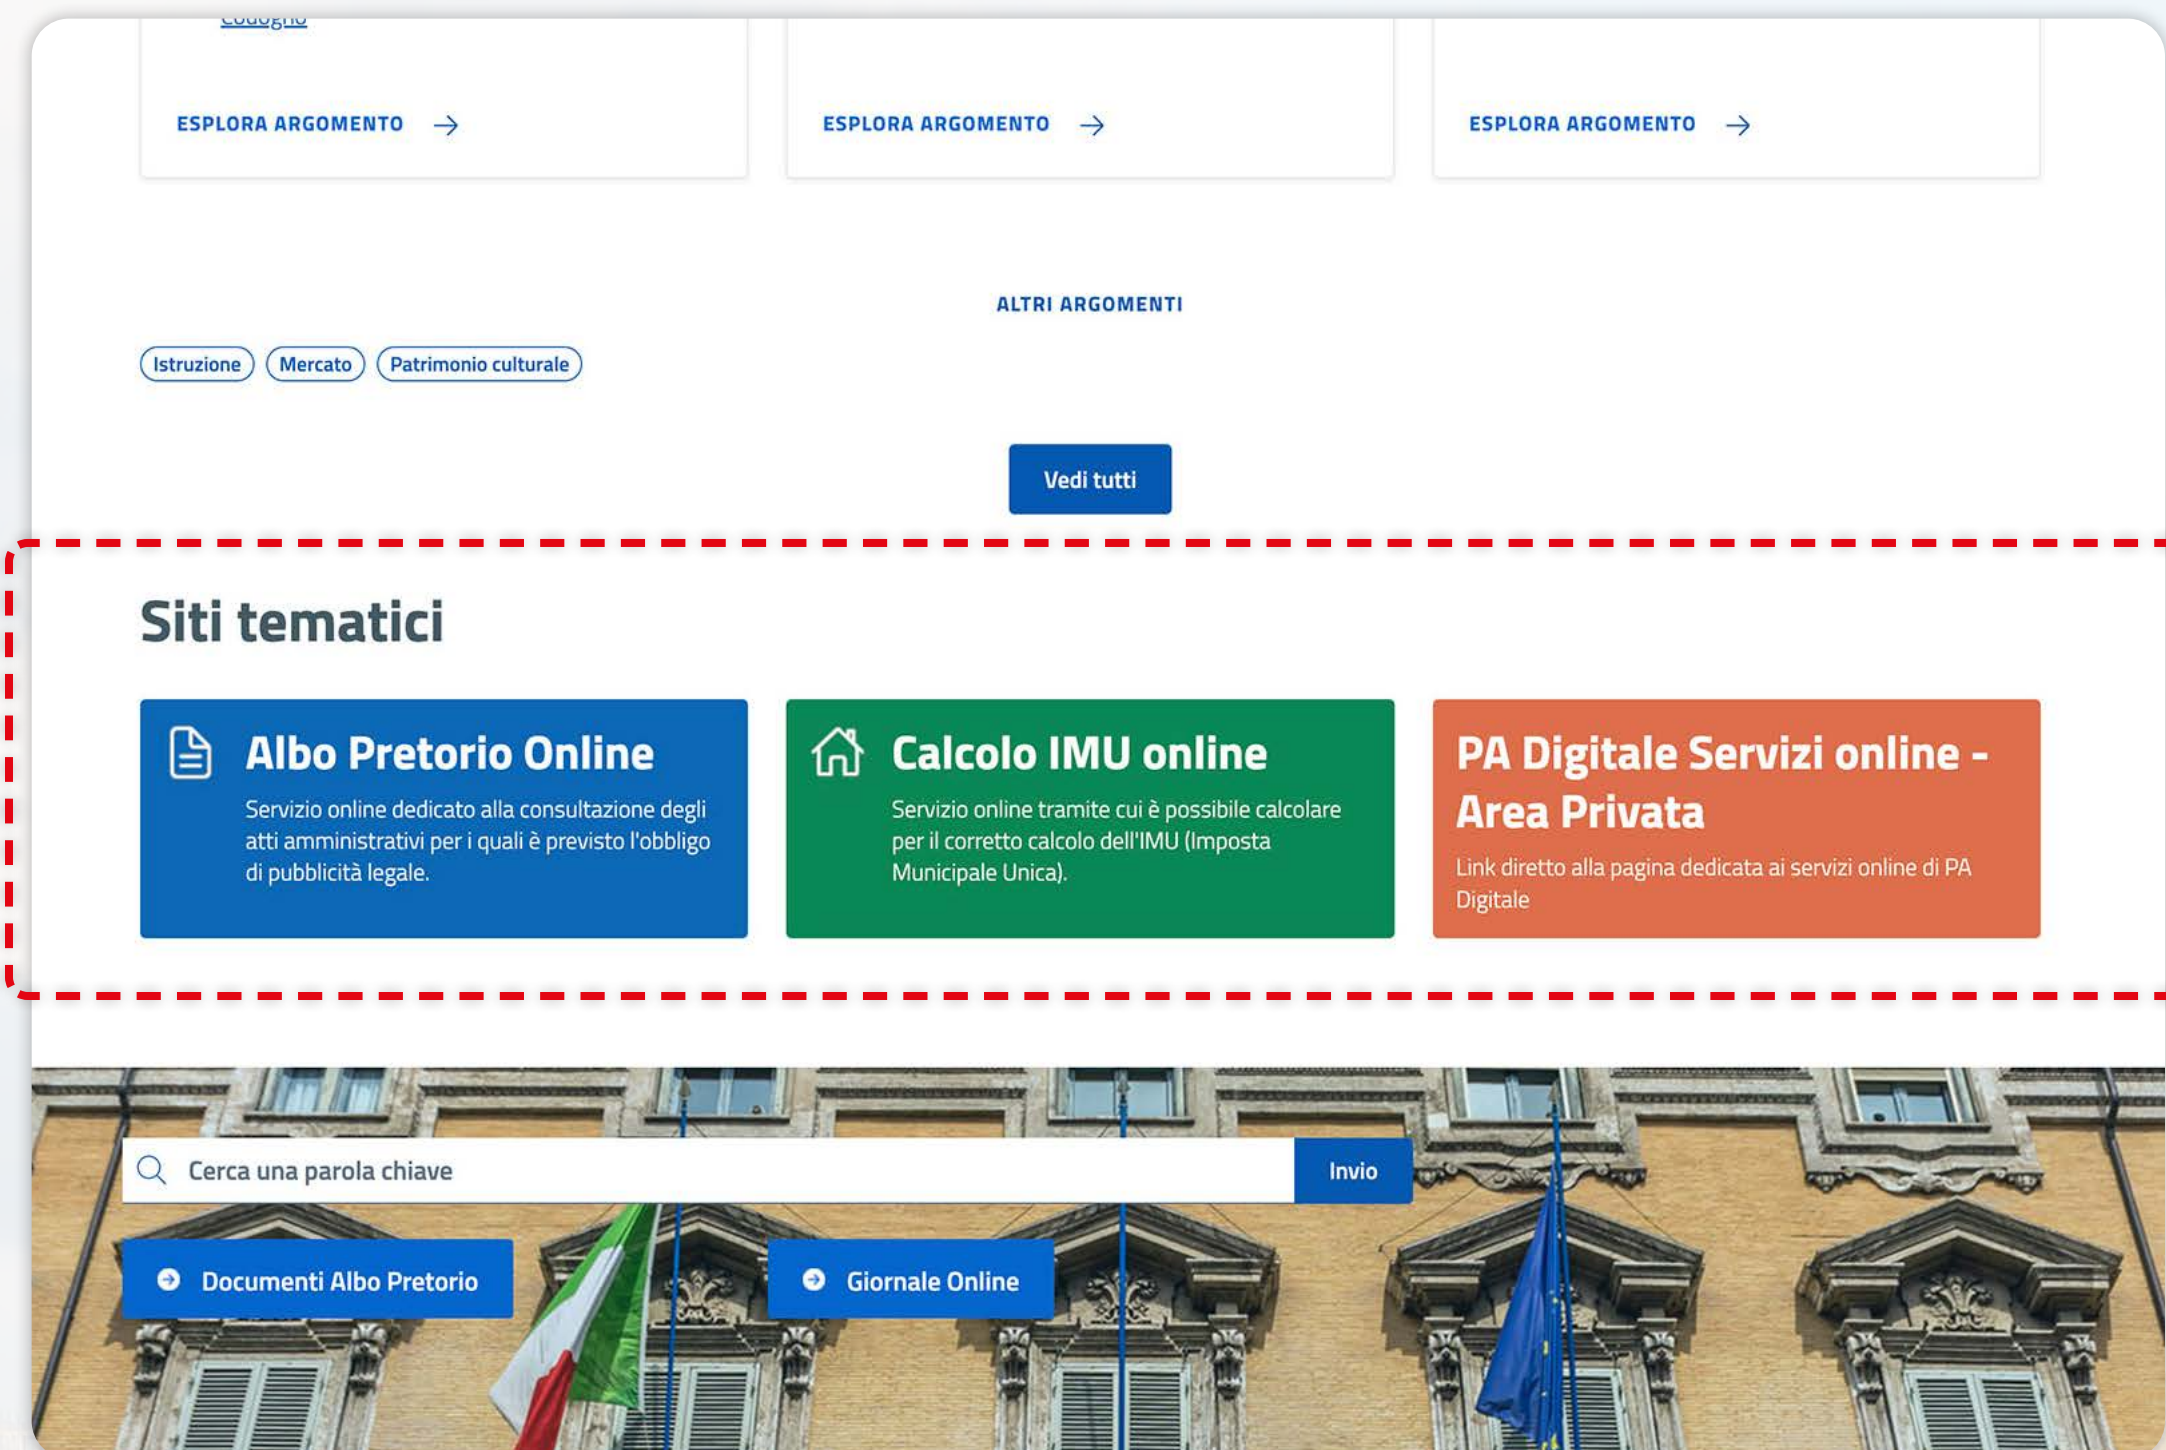 Codogno
ESPLORA ARGOMENTO
ESPLORA ARGOMENTO
ESPLORA ARGOMENTO
ALTRI ARGOMENTI
Istruzione
Mercato
Patrimonio culturale
Vedi tutti
Siti tematici
Albo Pretorio Online
Servizio online dedicato alla consultazione degli
atti amministrativi per i quali è previsto l'obbligo
di pubblicità legale.
Calcolo IMU online
Servizio online tramite cui è possibile calcolare
per il corretto calcolo dell'IMU (Imposta
Municipale Unica).
PA Digitale Servizi online -
Area Privata
Link diretto alla pagina dedicata ai servizi online di PA
Digitale
Cerca una parola chiave
Invio
Documenti Albo Pretorio
Giornale Online